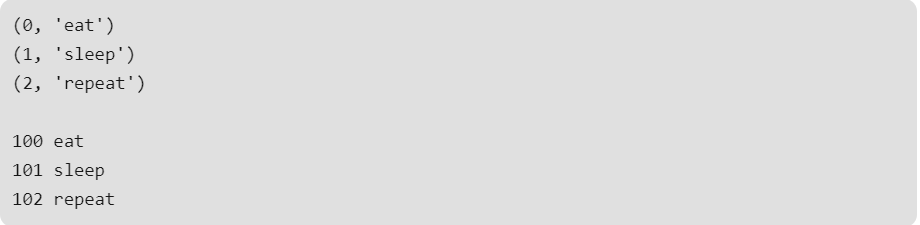 (0, 'eat')
(1, 'sleep')
(2, 'repeat')
100 eat
101 sleep
102 repeat